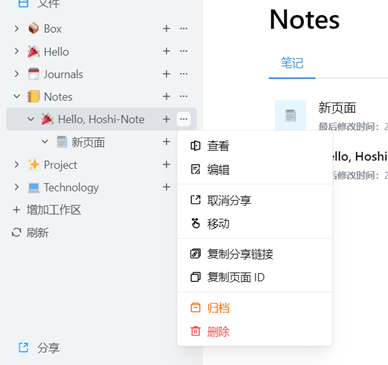 文件
Box
Hello
Journals
Notes
Hello, Hoshi-Note
新页面
Project
Technology
增加工作区
刷新
分享
Notes
笔记
新页面
最后修改时间：2
llo, Hoshi
后修改时间：2
查看
编辑
取消分享
移动
复制分享链接
复制页面 ID
归档
删除